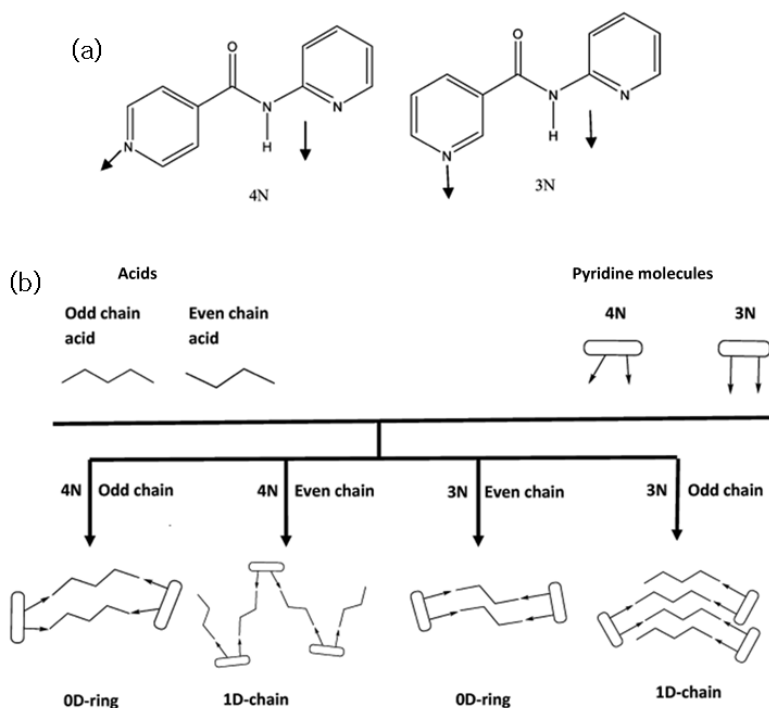 (a)
O
N
N
N
H
4N
O
N
N
N
H
3N
(b)
Acids
Pyridine molecules
Odd chain
acid
Even chain
acid
4N
3N
4N Odd chain
4N Even chain
3N Even chain
3N Odd chain
0D-ring
1D-chain
0D-ring
1D-chain